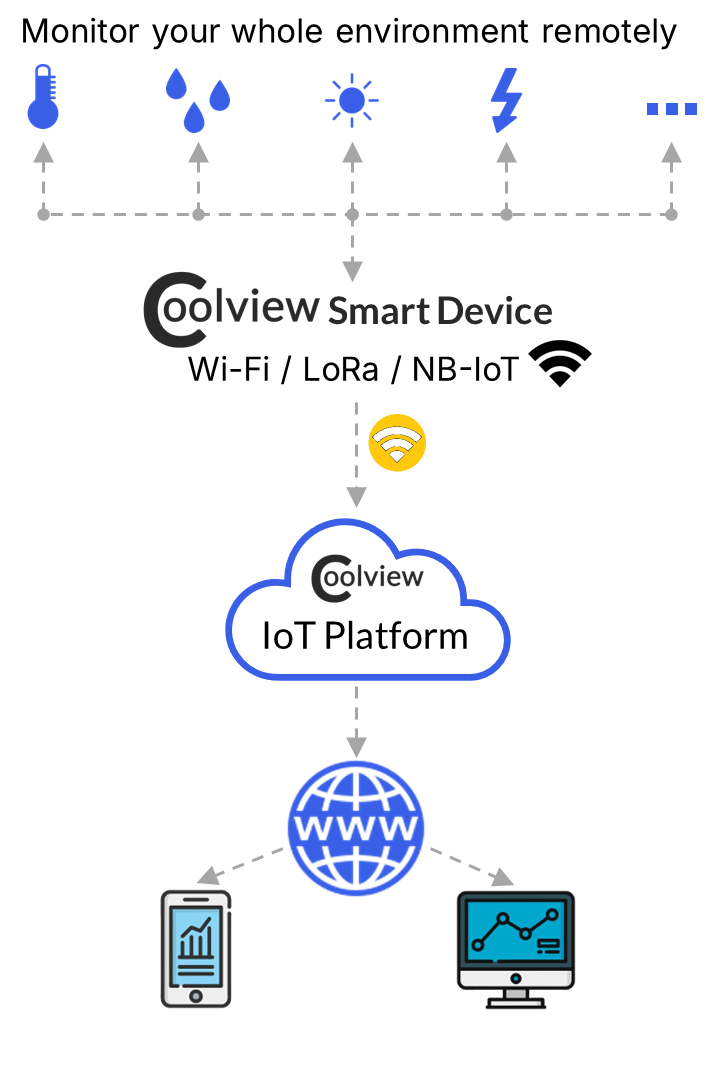 Monitor your whole environment remotely
Coolview Smart Device
Wi-Fi / LoRa / NB-IoT
Coolview
IoT Platform
WWW